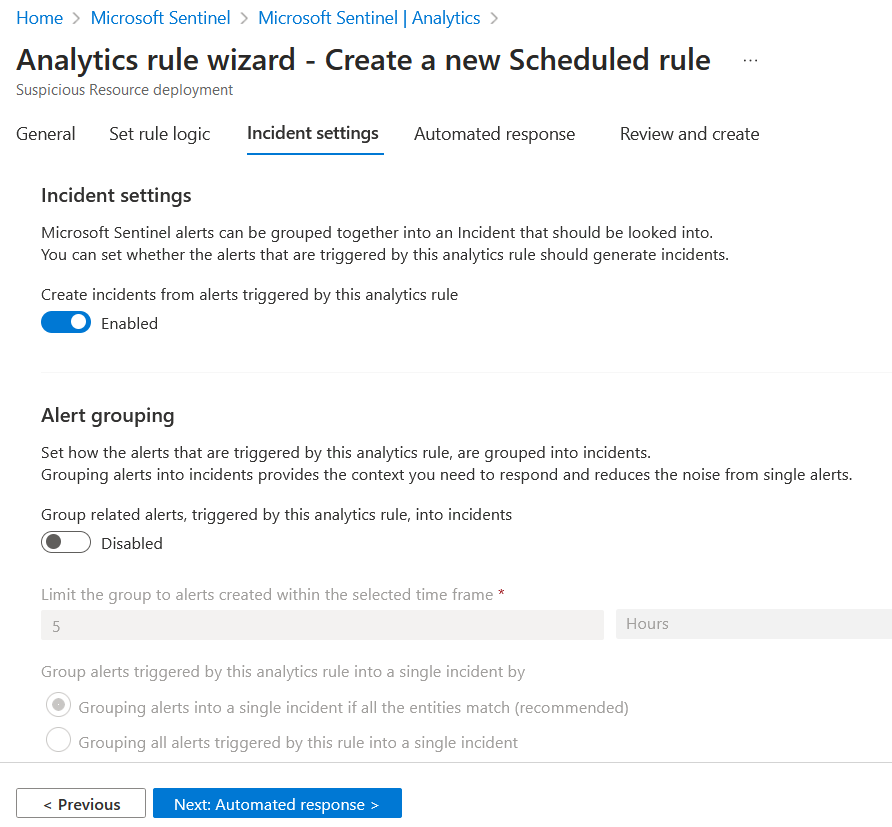 Home > Microsoft Sentinel > Microsoft Sentinel | Analytics >
Analytics rule wizard - Create a new Scheduled rule ...
Suspicious Resource deployment
General Set rule logic Incident settings Automated response Review and create
Incident settings
Microsoft Sentinel alerts can be grouped together into an Incident that should be looked into.
You can set whether the alerts that are triggered by this analytics rule should generate incidents.
Create incidents from alerts triggered by this analytics rule
Enabled
Alert grouping
Set how the alerts that are triggered by this analytics rule, are grouped into incidents.
Grouping alerts into incidents provides the context you need to respond and reduces the noise from single alerts.
Group related alerts, triggered by this analytics rule, into incidents
Disabled
Limit the group to alerts created within the selected time frame *
5 Hours
Group alerts triggered by this analytics rule into a single incident by
Grouping alerts into a single incident if all the entities match (recommended)
Grouping all alerts triggered by this rule into a single incident
< Previous Next: Automated response >